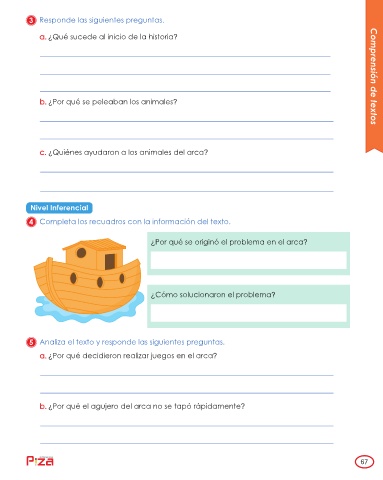 3 Responde las siguientes preguntas.
a. ¿Qué sucede al inicio de la historia?
b. ¿Por qué se peleaban los animales?
c. ¿Quiénes ayudaron a los animales del arca?
Nivel Inferencial
4 Completa los recuadros con la información del texto.
¿Por qué se originó el problema en el arca?
¿Cómo solucionaron el problema?
5 Analiza el texto y responde las siguientes preguntas.
a. ¿Por qué decidieron realizar juegos en el arca?
b. ¿Por qué el agujero del arca no se tapó rápidamente?
Comprensión de textos
67